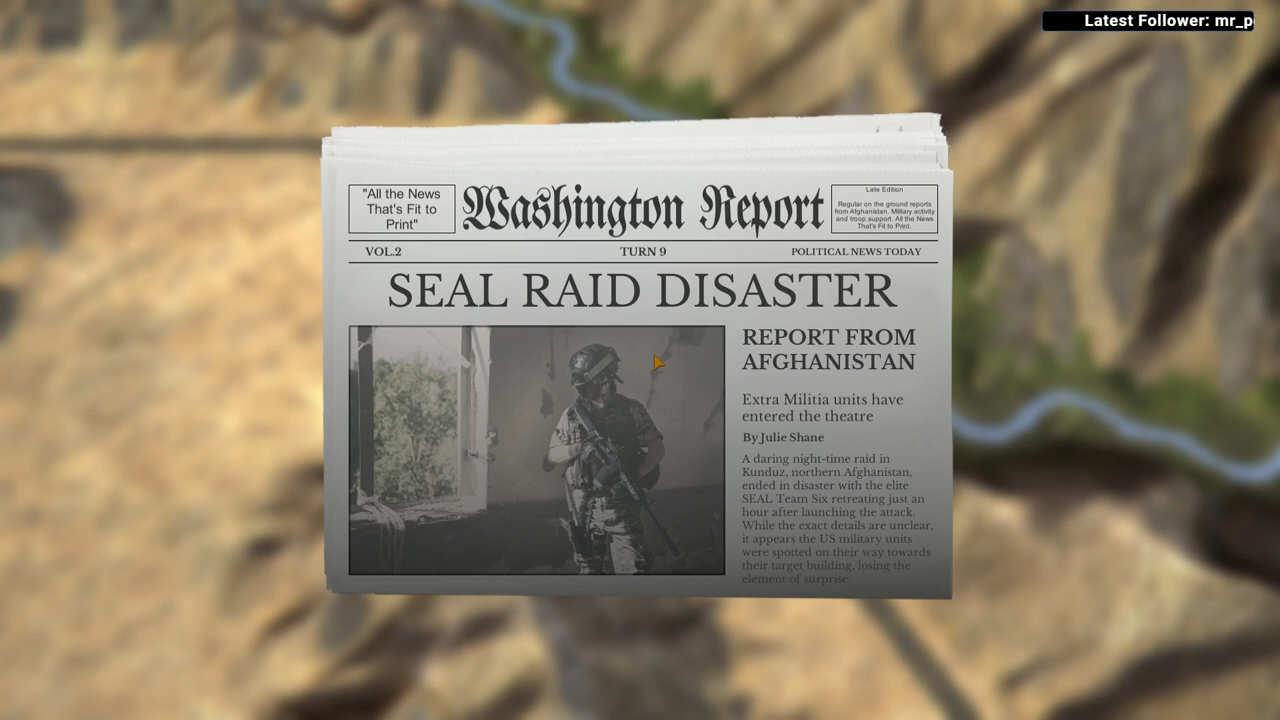 Latest Follower: mr_p
"All the News
That's Fit to
Print"
Washington Report
Late Edition
Regular on the ground reports
from Afghanistan. Military activity
and troop support. All the News
That's Fit to Print.
VOL.2
TURN 9
POLITICAL NEWS TODAY
SEAL RAID DISASTER
REPORT FROM
AFGHANISTAN
Extra Militia units have
entered the theatre
By Julie Shane
A daring night-time raid in
Kunduz, northern Afghanistan,
ended in disaster with the elite
SEAL Team Six retreating just an
hour after launching the attack.
While the exact details are unclear,
it appears the US military units
were spotted on their way towards
their target building, losing the
element of surprise.